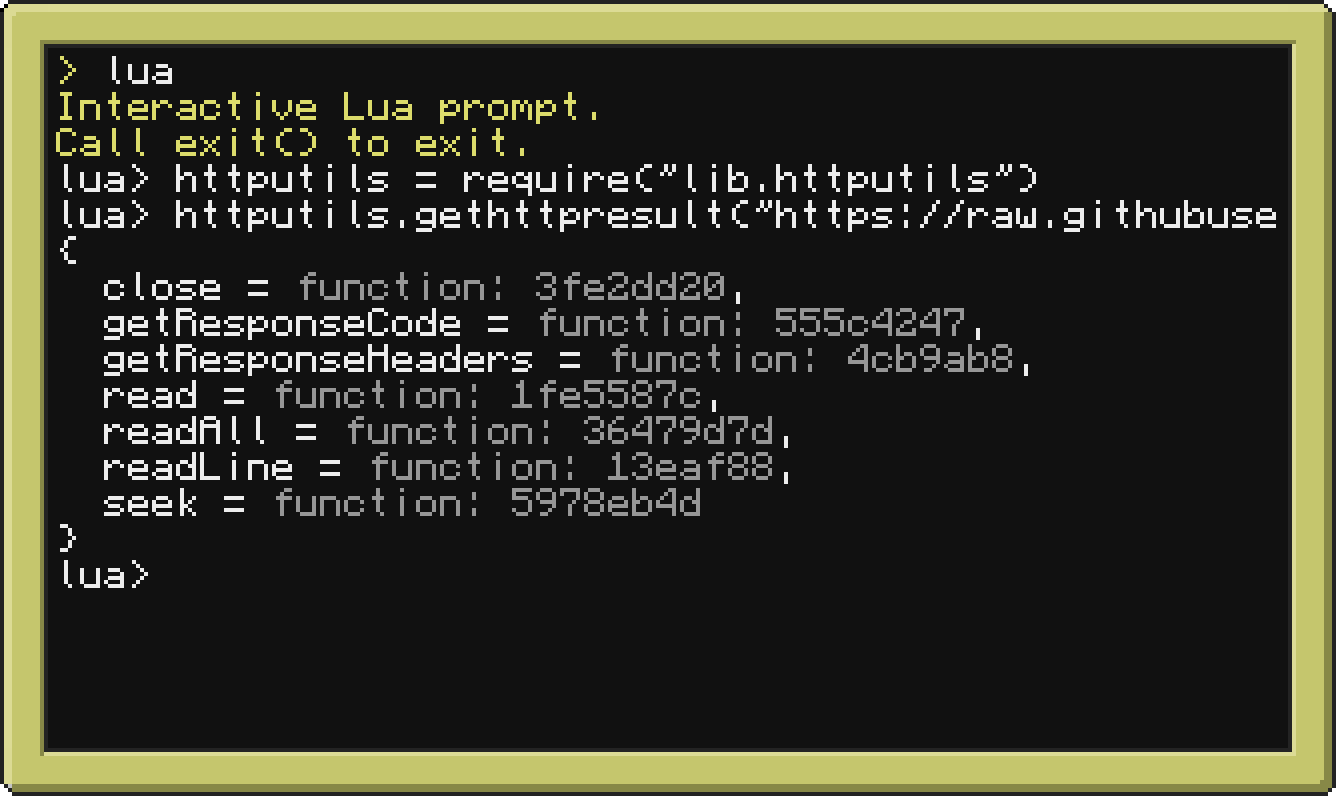 > lua
Interactive Lua prompt.
Call exit() to exit.
lua> httputils = require("lib.httputils")
lua> httputils.gethttpresult("https://raw.githubuse
{
  close = function: 3fe2dd20,
  getResponseCode = function: 555c4247,
  getResponseHeaders = function: 4cb9ab8,
  read = function: 1fe5587c,
  readAll = function: 36479d7d,
  readLine = function: 13eaf88,
  seek = function: 5978eb4d
}
lua>